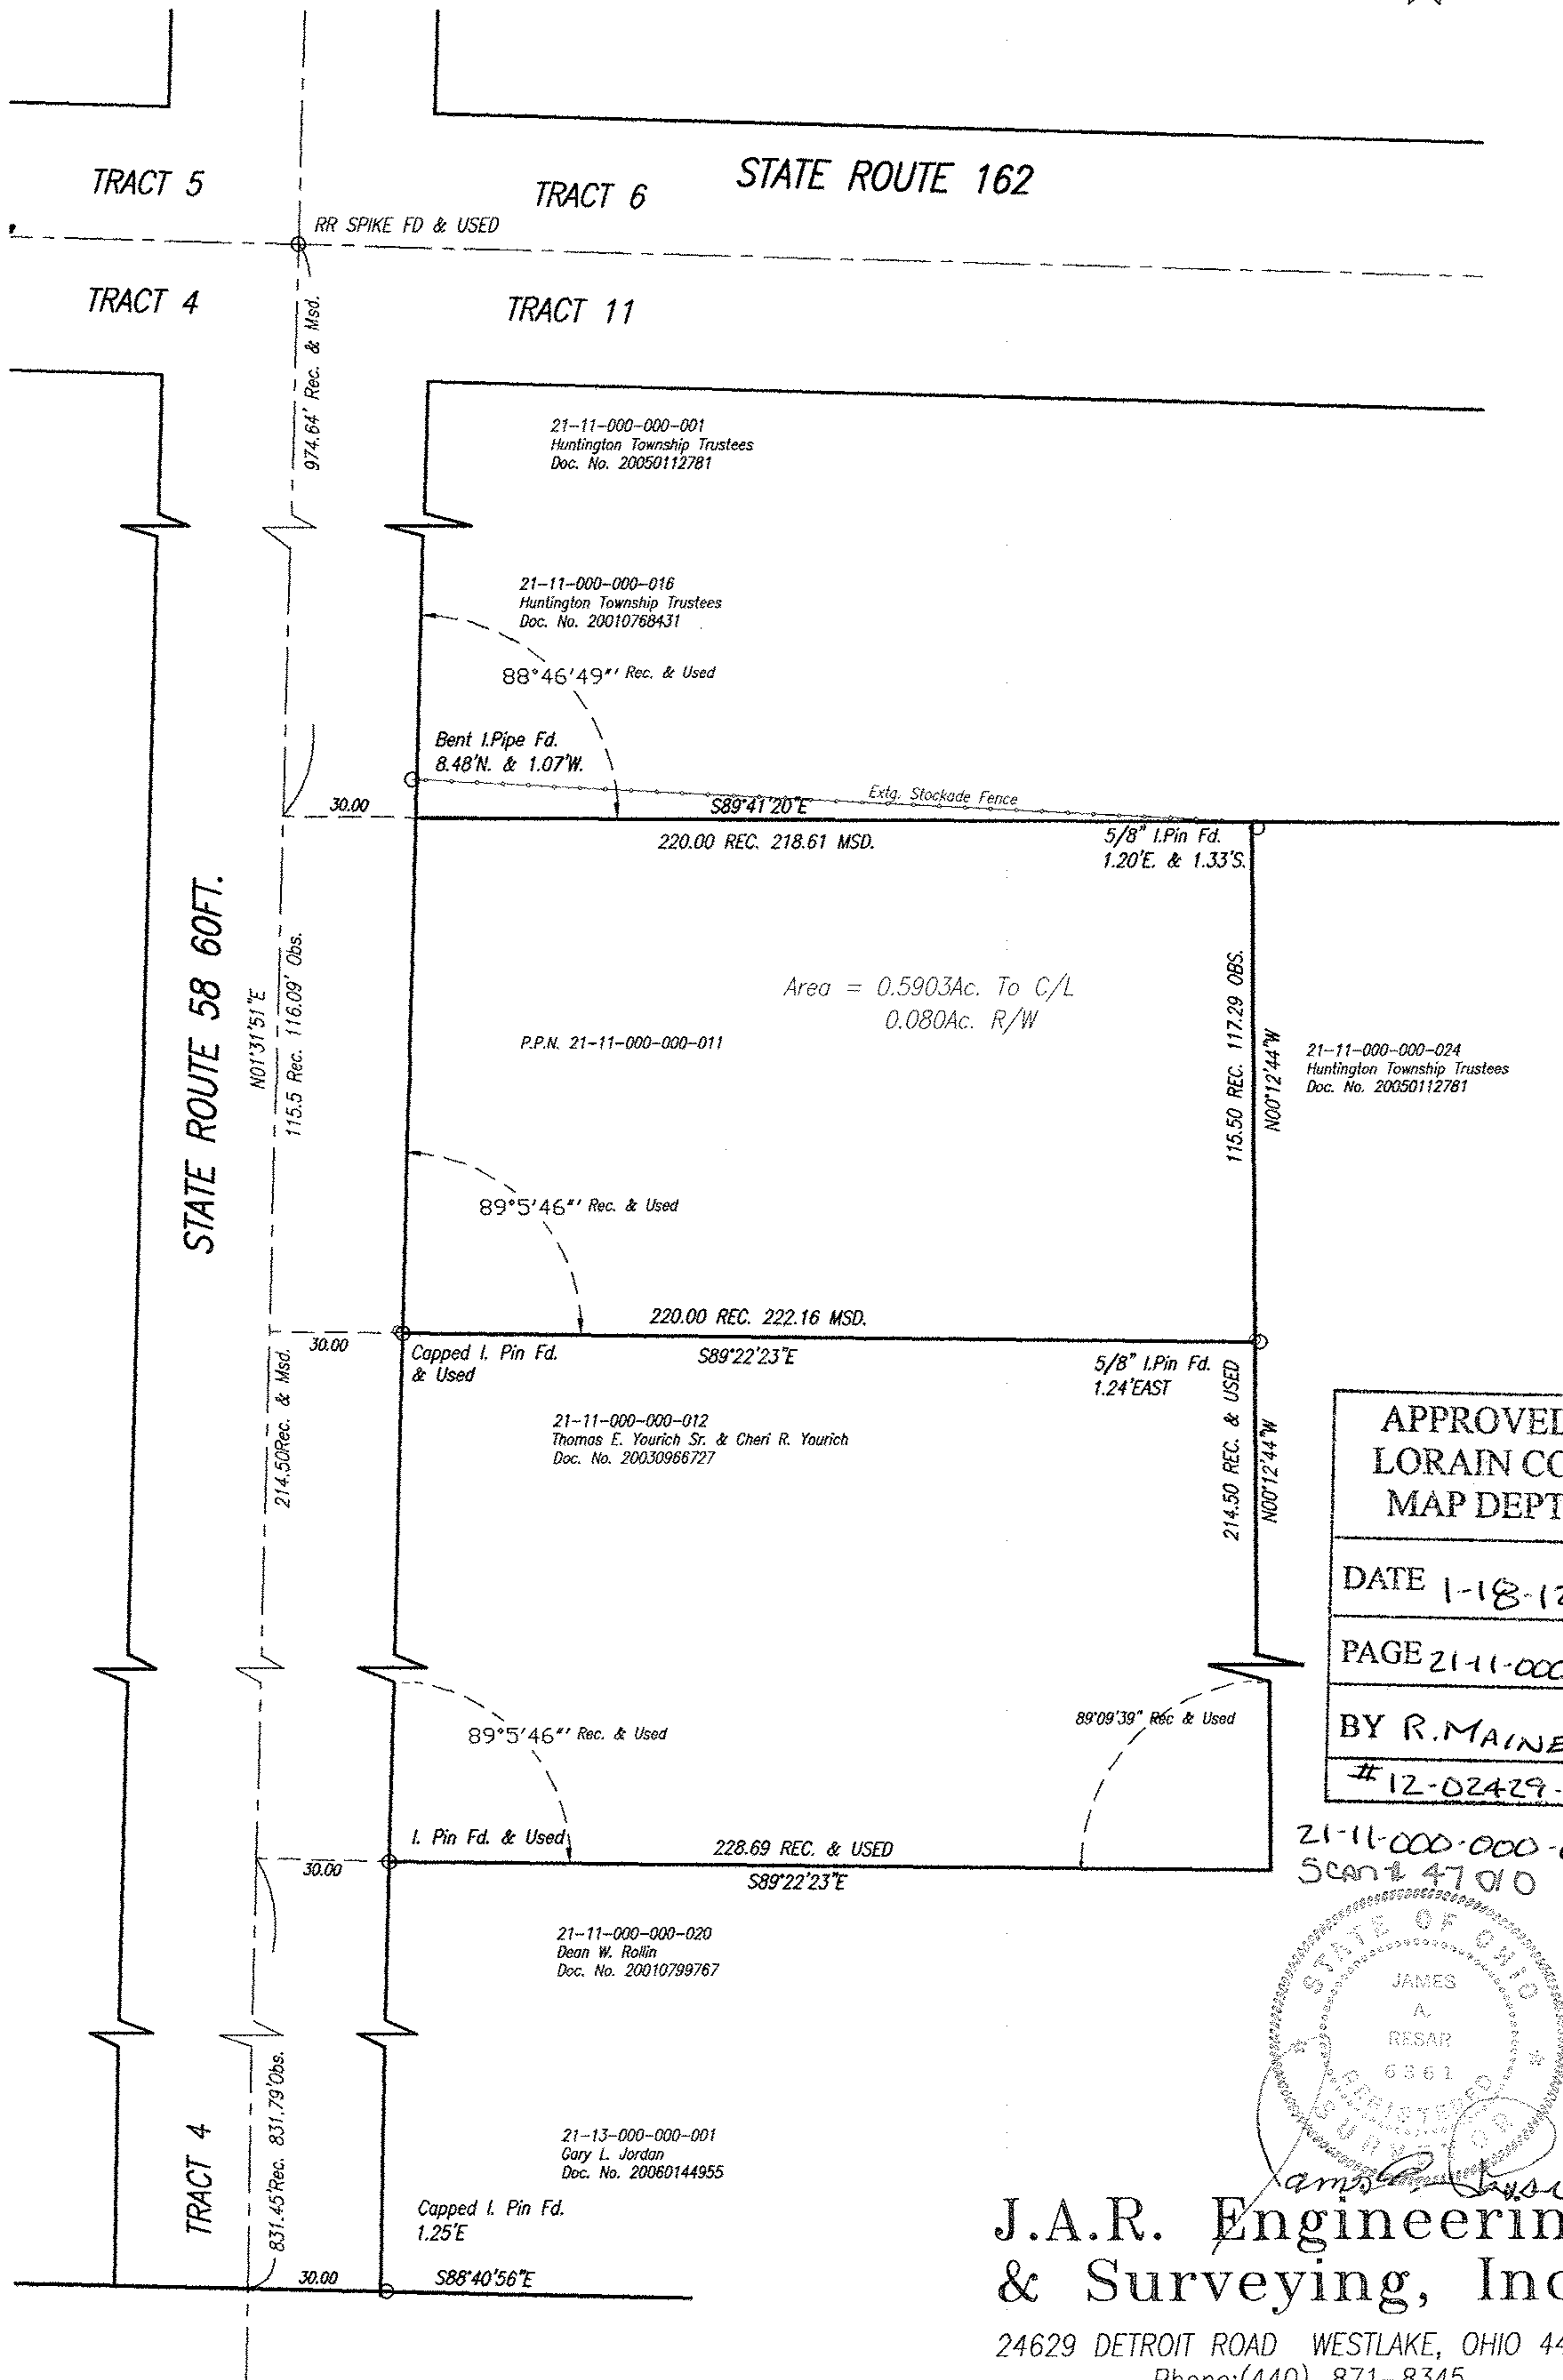 TRACT 5
TRACT 6
STATE ROUTE 162
RR SPIKE FD & USED
TRACT 4
TRACT 11
974.64' Rec. & Msd.
21-11-000-000-001
Huntington Township Trustees
Doc. No. 20050112781
21-11-000-000-016
Huntington Township Trustees
Doc. No. 20010768431
88°46'49"' Rec. & Used
Bent I.Pipe Fd.
8.48'N. & 1.07'W.
30.00
Extg. Stockade Fence
S89°41'20"E
220.00 REC. 218.61 MSD.
5/8" I.Pin Fd.
1.20'E. & 1.33'S.
STATE ROUTE 58 60FT.
N01°31'51"E
115.5 Rec. 116.09' Obs.
Area = 0.5903Ac. To C/L
0.080Ac. R/W
P.P.N. 21-11-000-000-011
115.50 REC. 117.29 OBS.
N00°12'44"W
21-11-000-000-024
Huntington Township Trustees
Doc. No. 20050112781
89°5'46"' Rec. & Used
220.00 REC. 222.16 MSD.
30.00
Capped I. Pin Fd.
& Used
S89°22'23"E
5/8" I.Pin Fd.
1.24'EAST
214.50Rec. & Msd.
21-11-000-000-012
Thomas E. Yourich Sr. & Cheri R. Yourich
Doc. No. 20030966727
214.50 REC. & USED
N00°12'44"W
APPROVED
LORAIN CO
MAP DEPT
DATE 1-18-12
PAGE 21-11-000
BY R. MAINE
# 12-02429-
21-11-000-000-
Scan # 47010
89°5'46"' Rec. & Used
89°09'39" Rec & Used
I. Pin Fd. & Used
228.69 REC. & USED
30.00
S89°22'23"E
21-11-000-000-020
Dean W. Rollin
Doc. No. 20010799767
STATE OF OHIO
JAMES
A.
RESAR
6361
REGISTERED
SURVEYOR
TRACT 4
831.45'Rec. 831.79'Obs.
21-13-000-000-001
Gary L. Jordan
Doc. No. 20060144955
Capped I. Pin Fd.
1.25'E
30.00
S88°40'56"E
J.A.R. Engineerin
& Surveying, Inc
24629 DETROIT ROAD WESTLAKE, OHIO 44
Phone:(440) 871-8345